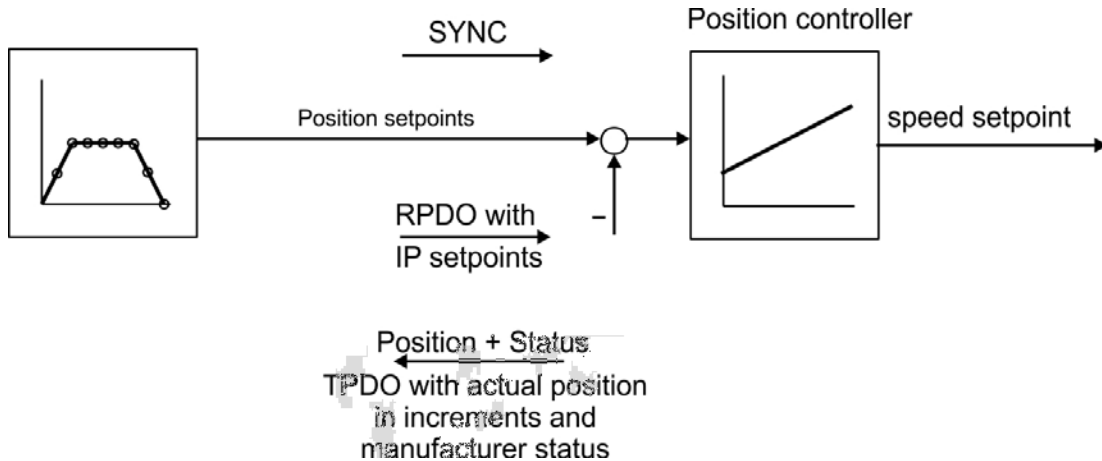 Position controller
SYNC
Position setpoints
speed setpoint
RPDO with
IP setpoints
–
Position + Status
TPDO with actual position
in increments and
manufacturer status